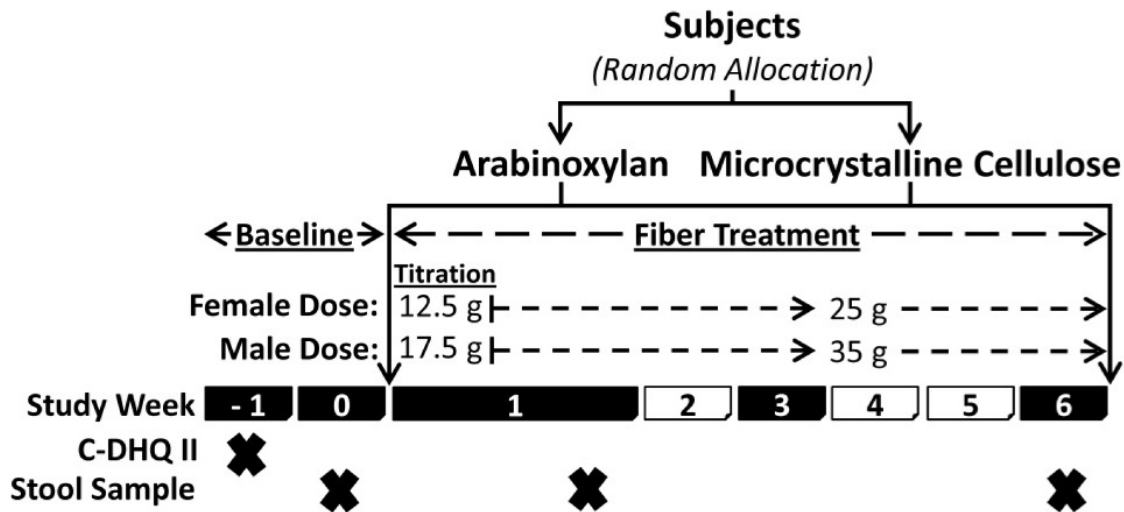 Subjects
(Random Allocation)
Arabinoxylan Microcrystalline Cellulose
Baseline Fiber Treatment
Titration
Female Dose: 12.5 g 25 g
Male Dose: 17.5 g 35 g
Study Week - 1 0 1 2 3 4 5 6
C-DHQ II
Stool Sample